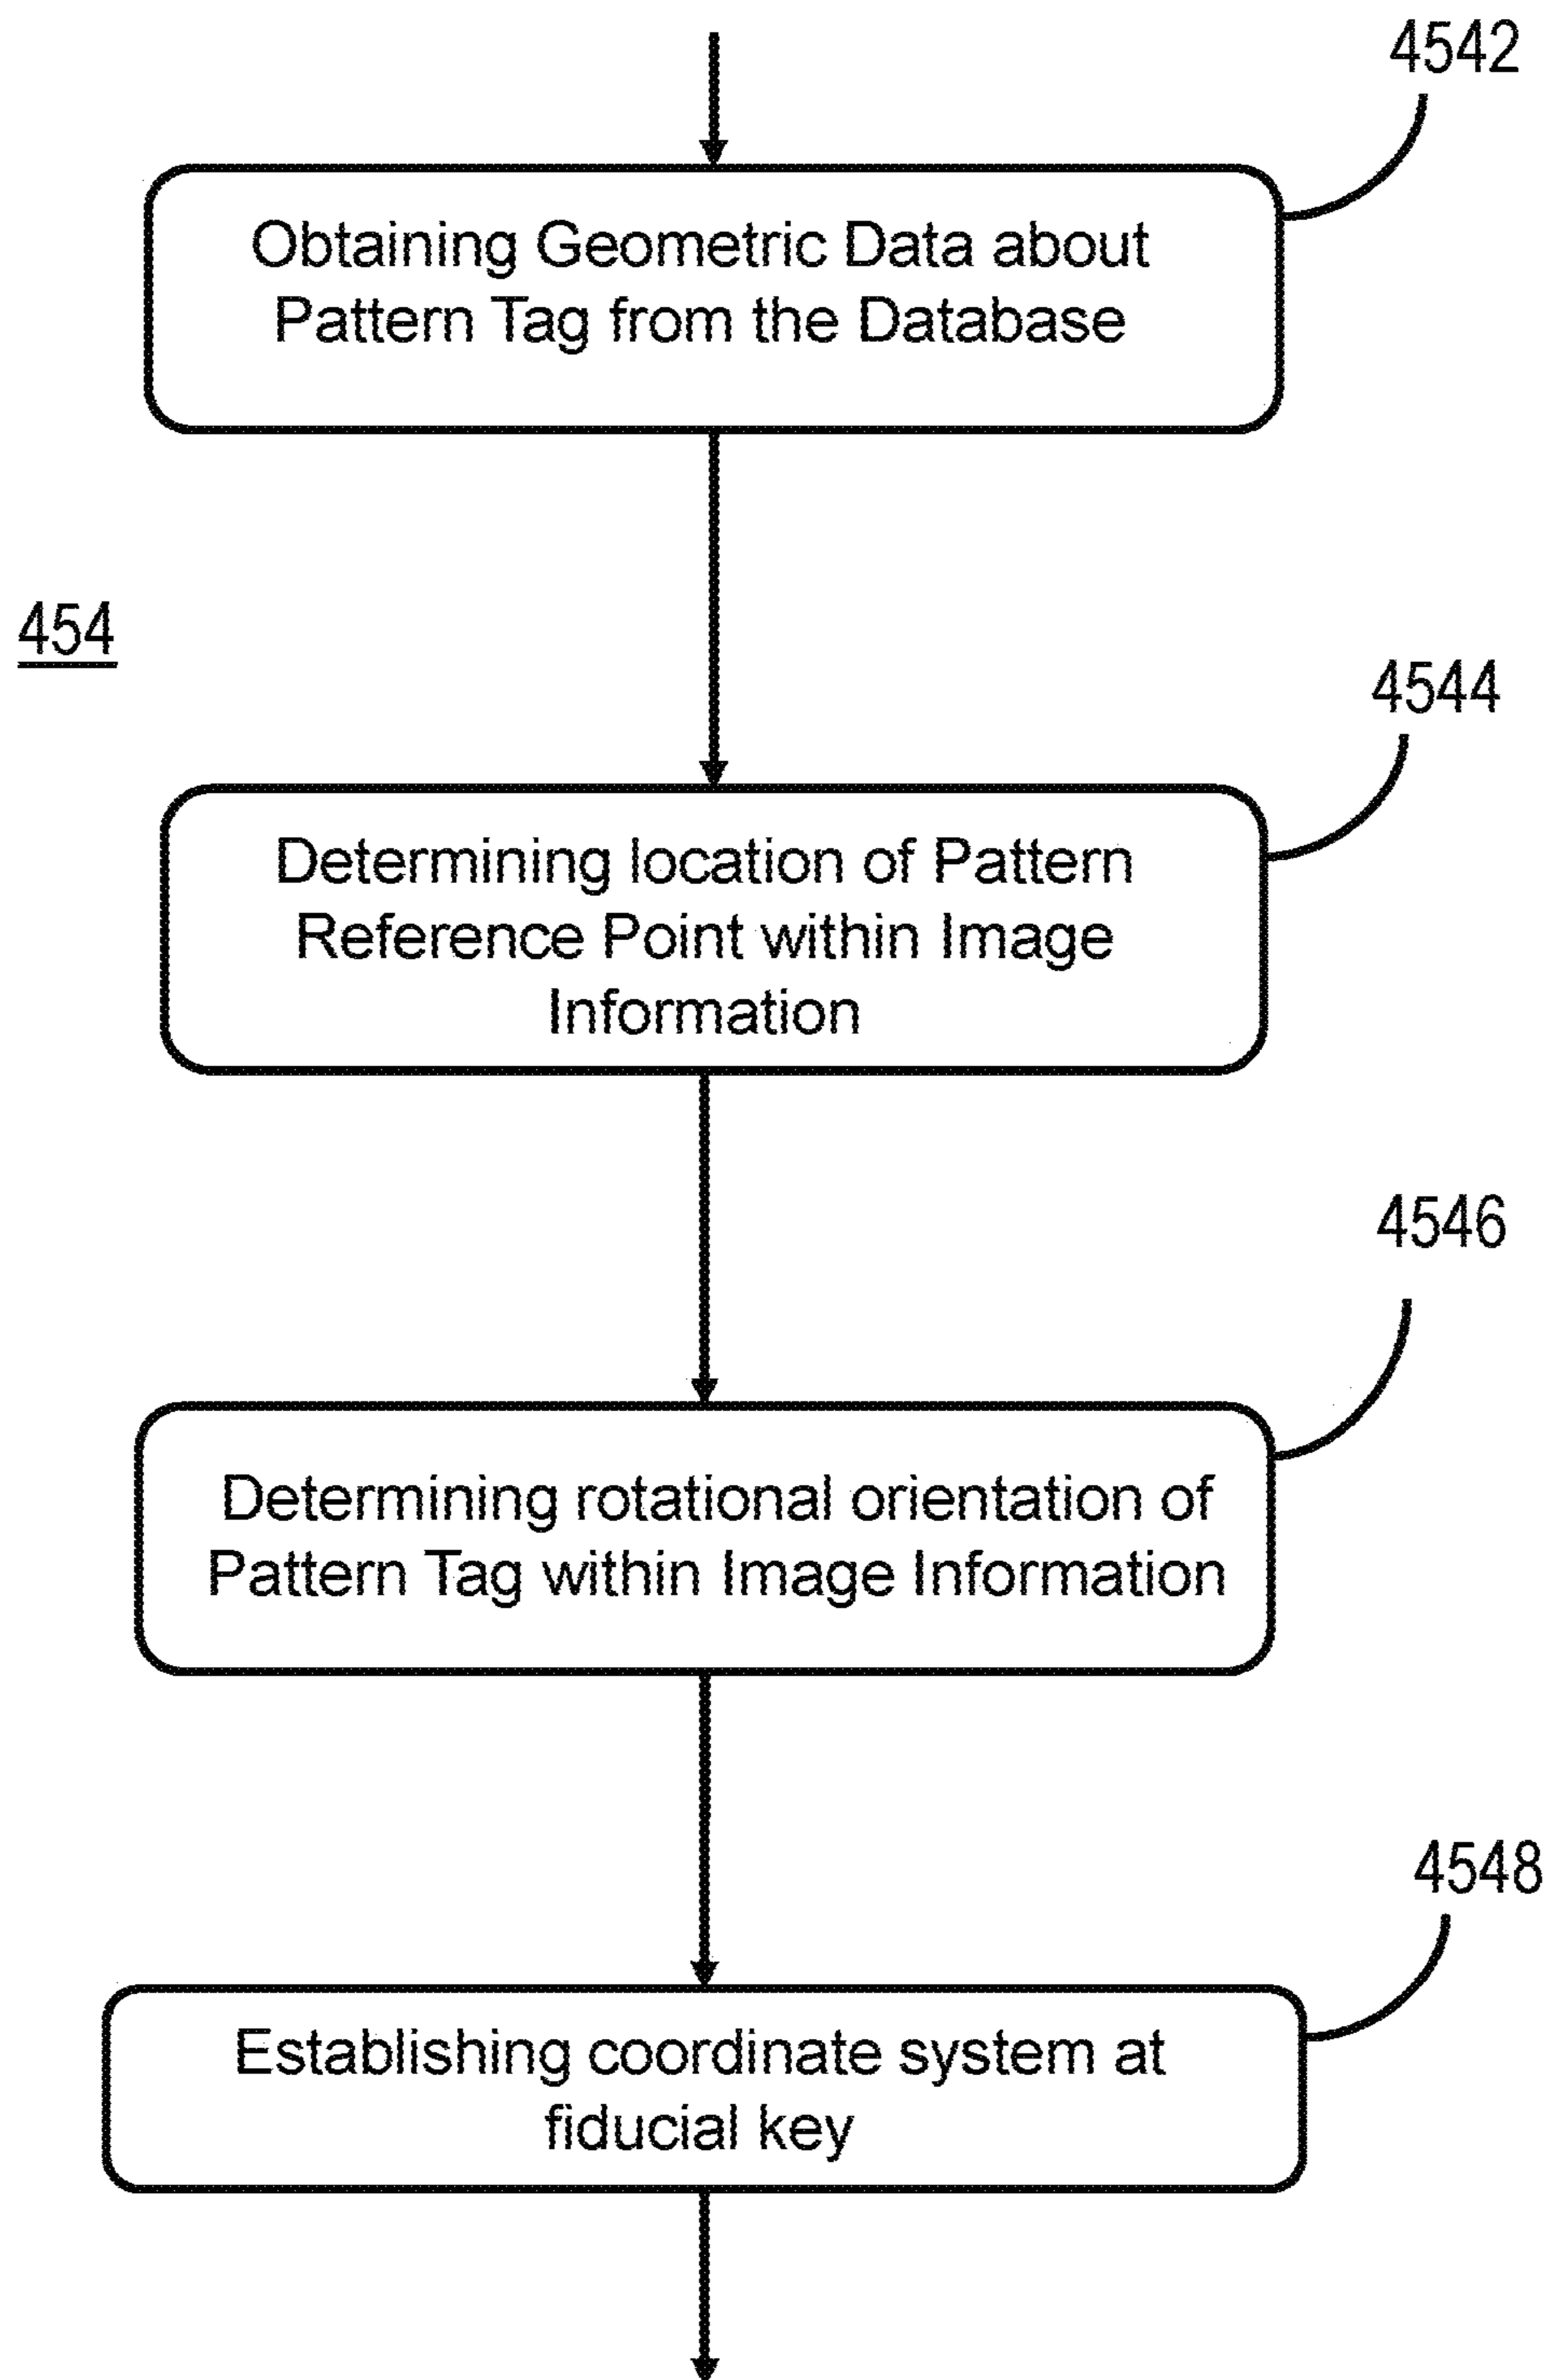 4542
Obtaining Geometric Data about
Pattern Tag from the Database
454
4544
Determining location of Pattern
Reference Point within Image
Information
4546
Determining rotational orientation of
Pattern Tag within Image Information
4548
Establishing coordinate system at
fiducial key